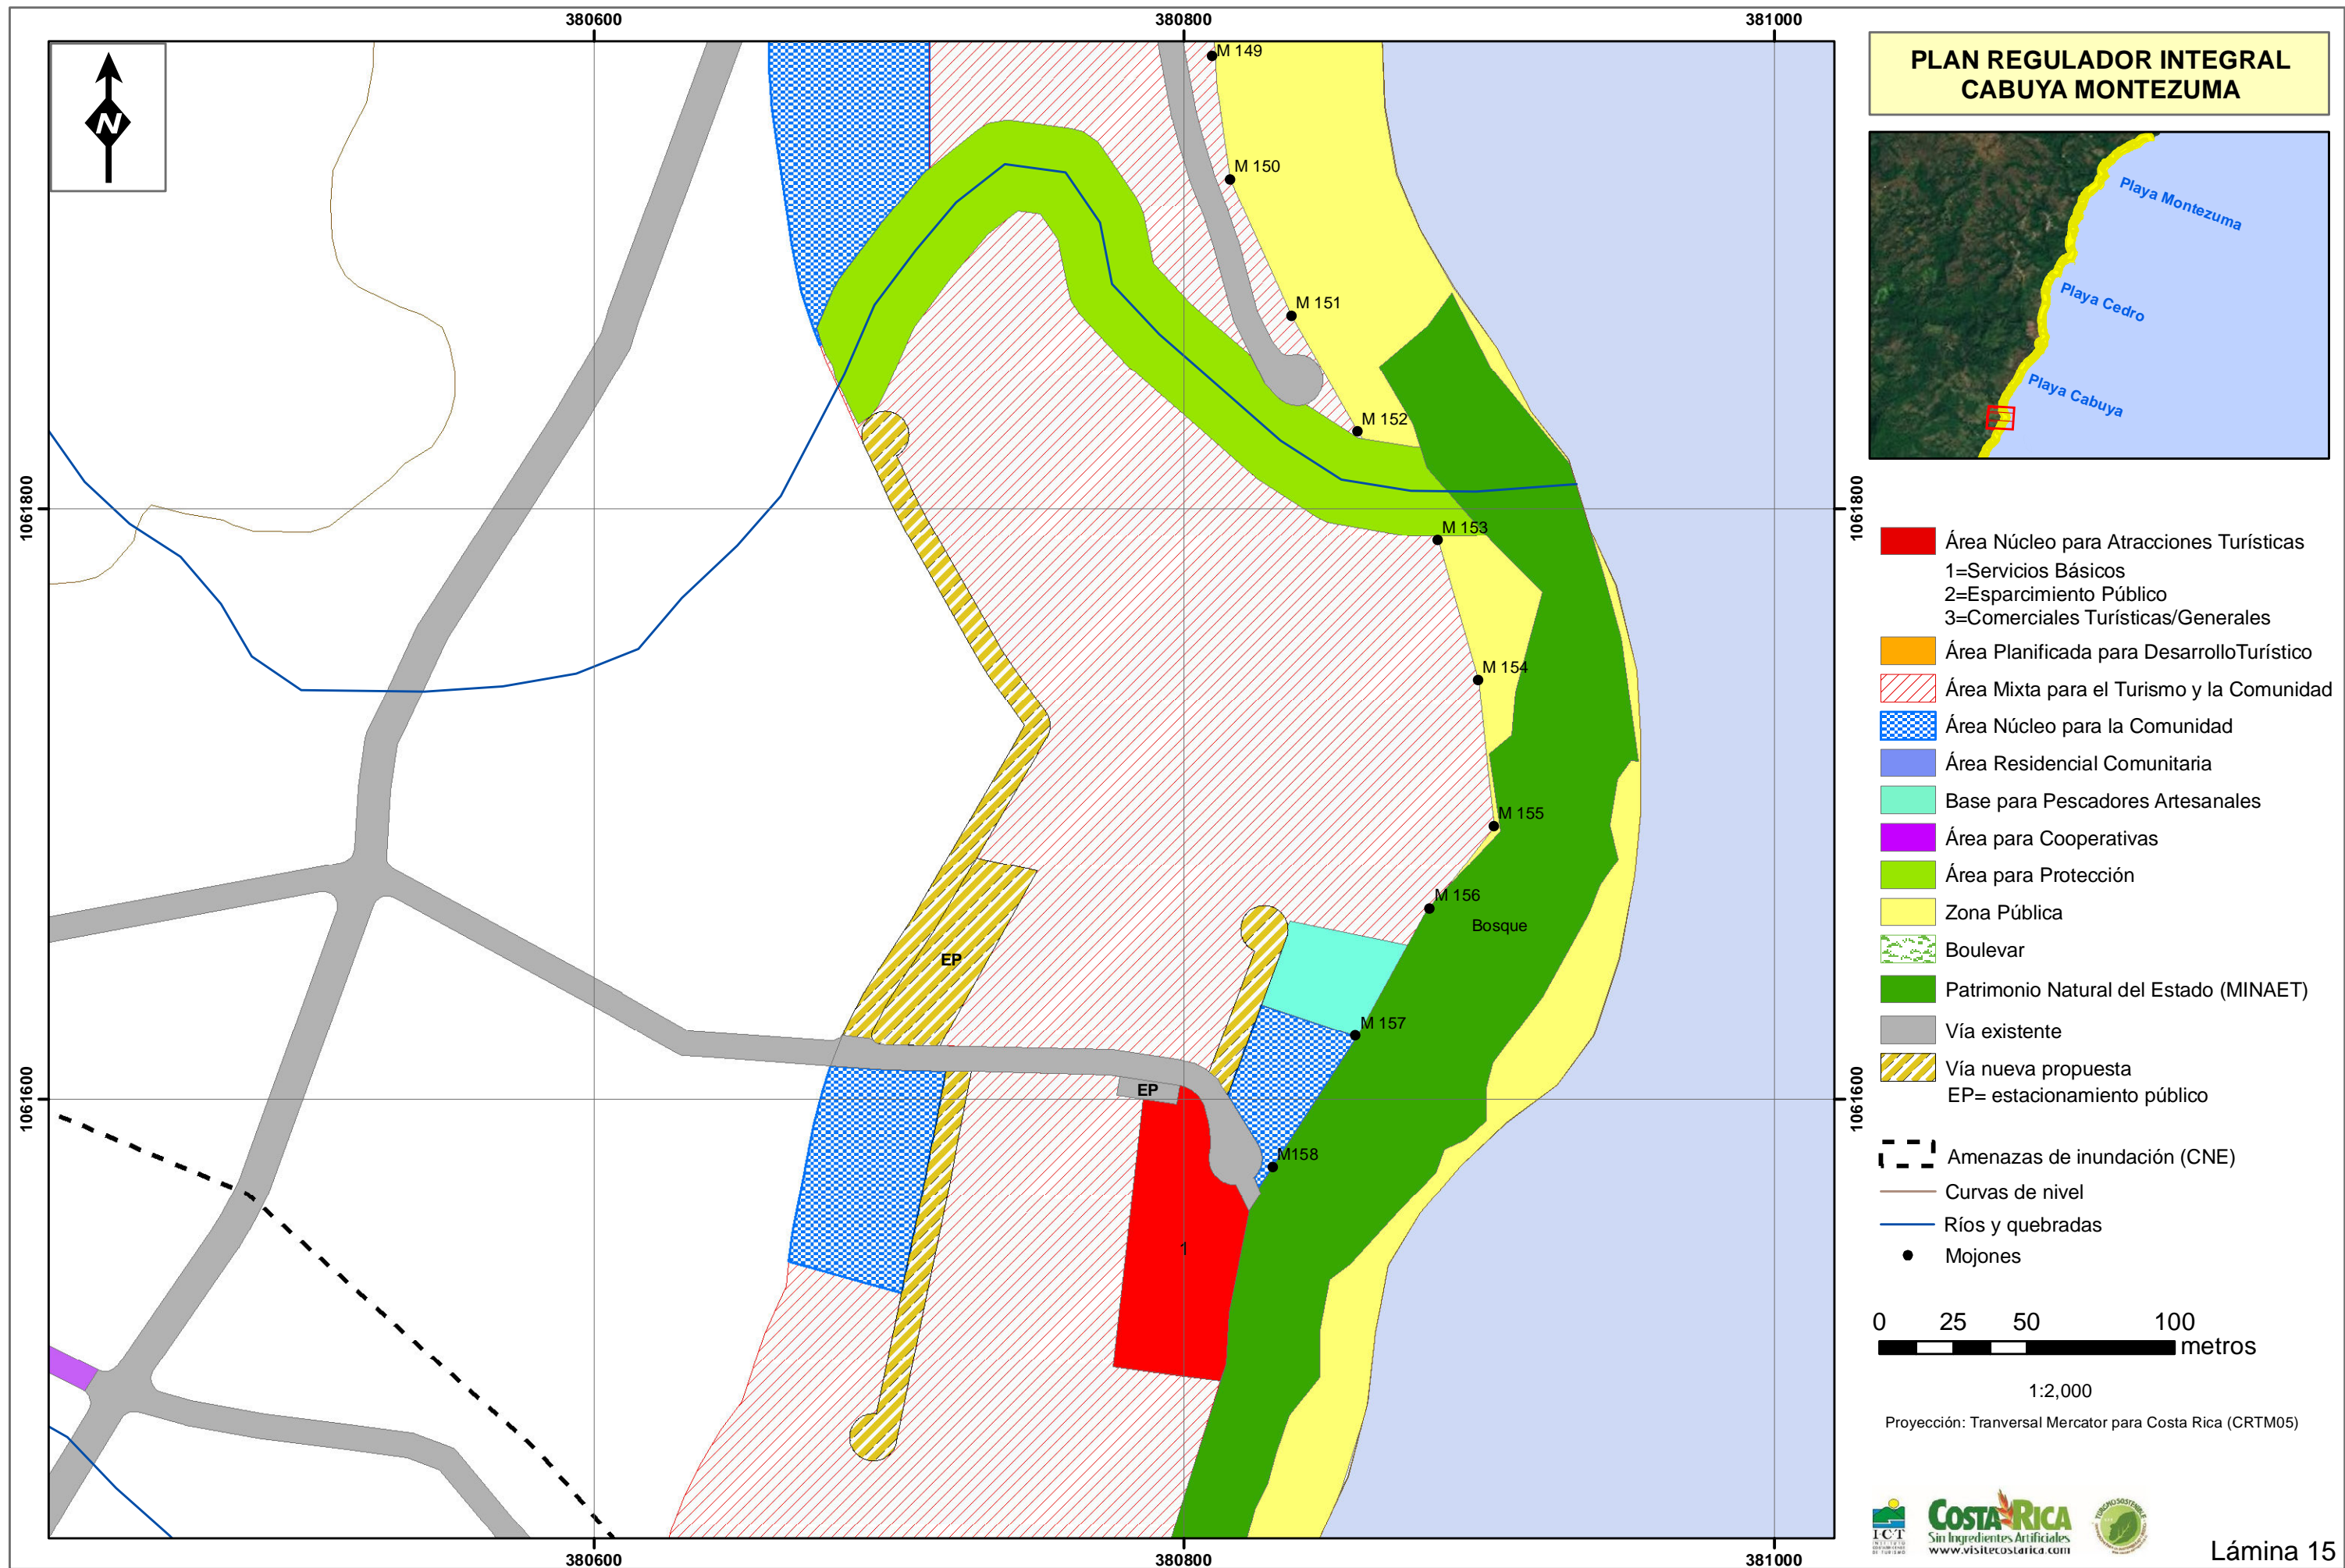 380600
380800
381000
N
M 149
M 150
M 151
M 152
M 153
M 154
M 155
M 156
Bosque
M 157
M158
EP
EP
1
1061800
1061600
1061800
1061600
380600
380800
381000
PLAN REGULADOR INTEGRAL
CABUYA MONTEZUMA
Playa Montezuma
Playa Cedro
Playa Cabuya
Área Núcleo para Atracciones Turísticas
1=Servicios Básicos
2=Esparcimiento Público
3=Comerciales Turísticas/Generales
Área Planificada para DesarrolloTurístico
Área Mixta para el Turismo y la Comunidad
Área Núcleo para la Comunidad
Área Residencial Comunitaria
Base para Pescadores Artesanales
Área para Cooperativas
Área para Protección
Zona Pública
Boulevar
Patrimonio Natural del Estado (MINAET)
Vía existente
Vía nueva propuesta
EP= estacionamiento público
Amenazas de inundación (CNE)
Curvas de nivel
Ríos y quebradas
Mojones
0 25 50 100
metros
1:2,000
Proyección: Tranversal Mercator para Costa Rica (CRTM05)
ICT
COSTA RICA
Sin Ingredientes Artificiales
www.visitecostarica.com
Lámina 15